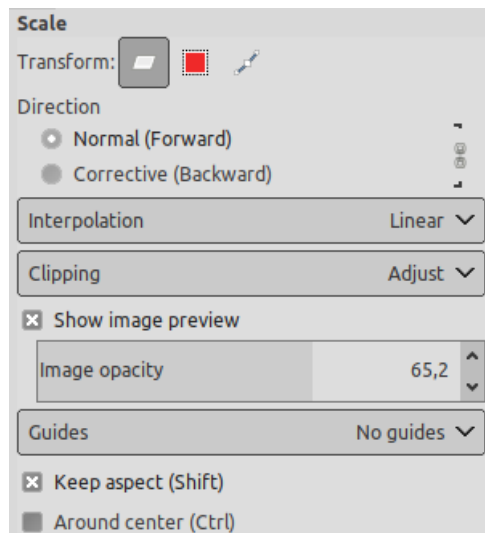 Scale
Transform:
Direction
Normal (Forward)
Corrective (Backward)
Interpolation Linear
Clipping Adjust
Show image preview
Image opacity 65,2
Guides No guides
Keep aspect (Shift)
Around center (Ctrl)